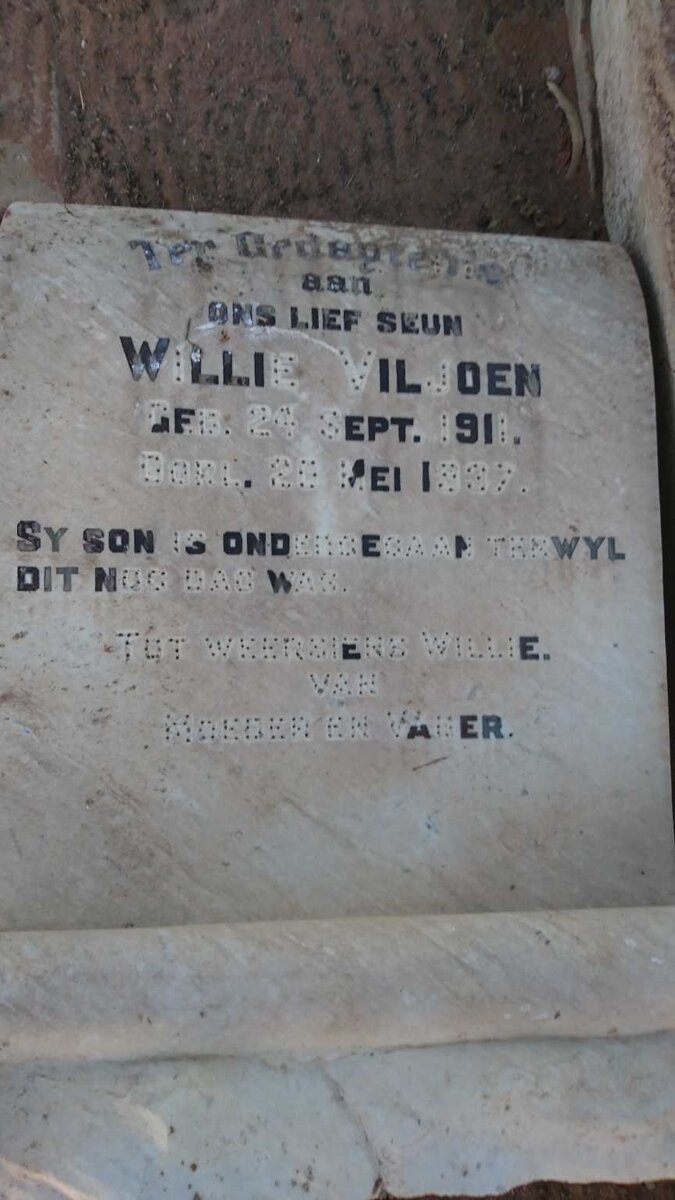 Ter Gedagtenis
aan
ONS LIEF SEUN
WILLIE VILJOEN
GEB. 24 SEPT. 1911.
OORL. 28 MEI 1937.
SY SON IS ONDERGEGAAN TERWYL
DIT NOG DAG WAS.
TOT WEERSIENS WILLIE.
VAN
MOEDER EN VADER.